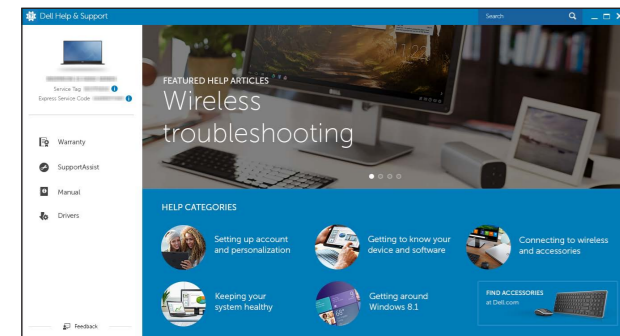 Dell Help & Support
Search
Service Tag
Express Service Code
Warranty
SupportAssist
Manual
Drivers
Feedback
FEATURED HELP ARTICLES
Wireless
troubleshooting
HELP CATEGORIES
Setting up account
and personalization
Getting to know your
device and software
Connecting to wireless
and accessories
Keeping your
system healthy
Getting around
Windows 8.1
FIND ACCESSORIES
at Dell.com